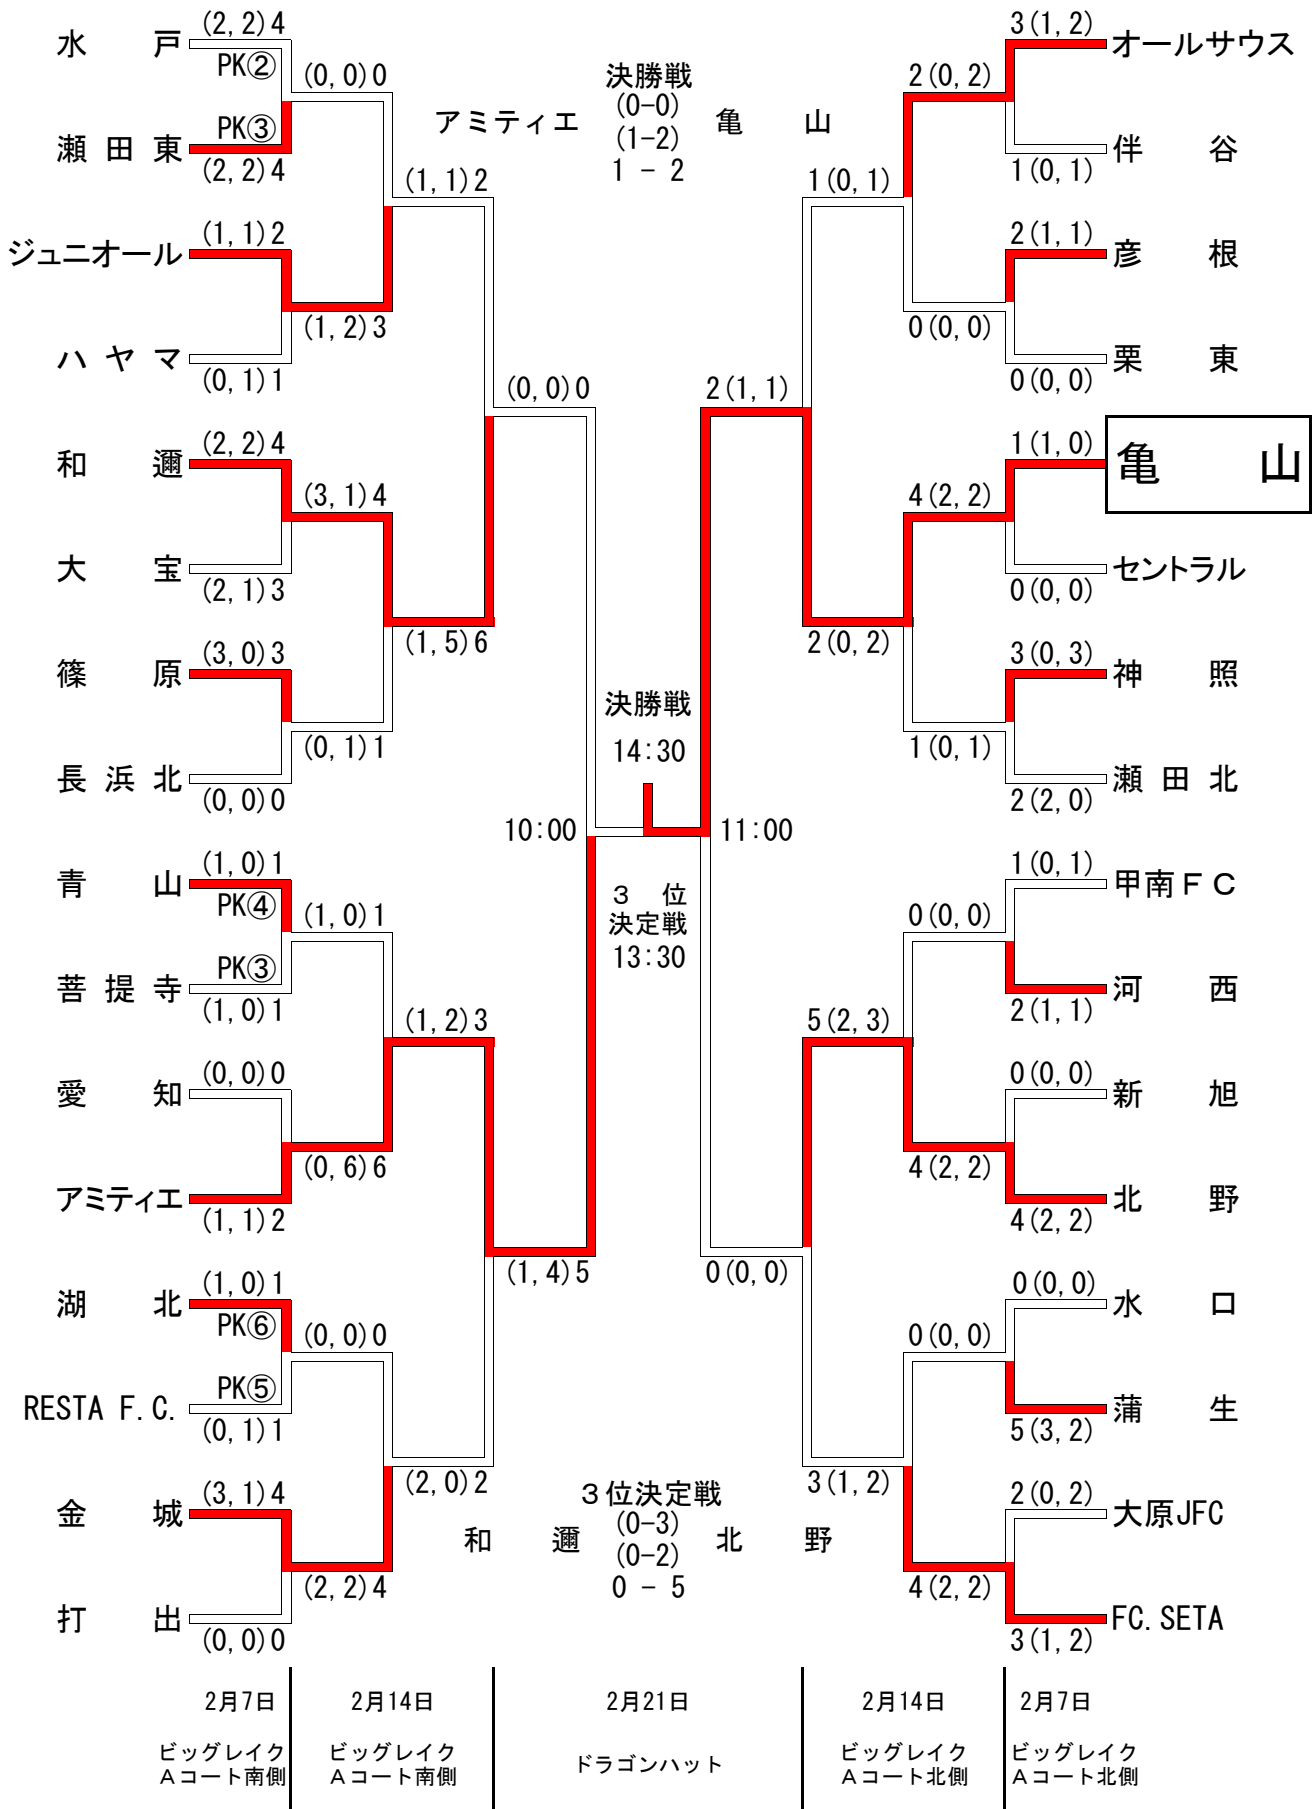 水戸
(2,2)4
PK②
瀬田東
PK③
(2,2)4
ジュニオール
(1,1)2
ハヤマ
(0,1)1
和邇
(2,2)4
大宝
(2,1)3
篠原
(3,0)3
長浜北
(0,0)0
青山
(1,0)1
PK④
菩提寺
PK③
(1,0)1
愛知
(0,0)0
アミティエ
(1,1)2
湖北
(1,0)1
PK⑥
RESTA F.C.
PK⑤
(0,1)1
金城
(3,1)4
打出
(0,0)0
(0,0)0
(1,2)3
(3,1)4
(0,1)1
(1,0)1
(0,6)6
(0,0)0
(2,2)4
(1,1)2
(1,5)6
(1,2)3
(2,0)2
(0,0)0
(1,4)5
10:00
決勝戦
アミティエ (0-0) 亀山
(1-2)
1 - 2
決勝戦
14:30
3位
決定戦
13:30
3位決定戦
(0-3)
和邇 (0-2) 北野
0 - 5
11:00
2(1,1)
0(0,0)
1(0,1)
2(0,2)
5(2,3)
3(1,2)
2(0,2)
0(0,0)
4(2,2)
1(0,1)
0(0,0)
4(2,2)
0(0,0)
4(2,2)
3(1,2)
オールサウス
伴谷
1(0,1)
2(1,1)
彦根
栗東
0(0,0)
1(1,0)
亀山
セントラル
0(0,0)
3(0,3)
神照
瀬田北
2(2,0)
1(0,1)
甲南FC
河西
2(1,1)
0(0,0)
新旭
北野
4(2,2)
0(0,0)
水口
蒲生
5(3,2)
2(0,2)
大原JFC
FC.SETA
3(1,2)
2月7日
ビッグレイク
Aコート南側
2月14日
ビッグレイク
Aコート南側
2月21日
ドラゴンハット
2月14日
ビッグレイク
Aコート北側
2月7日
ビッグレイク
Aコート北側